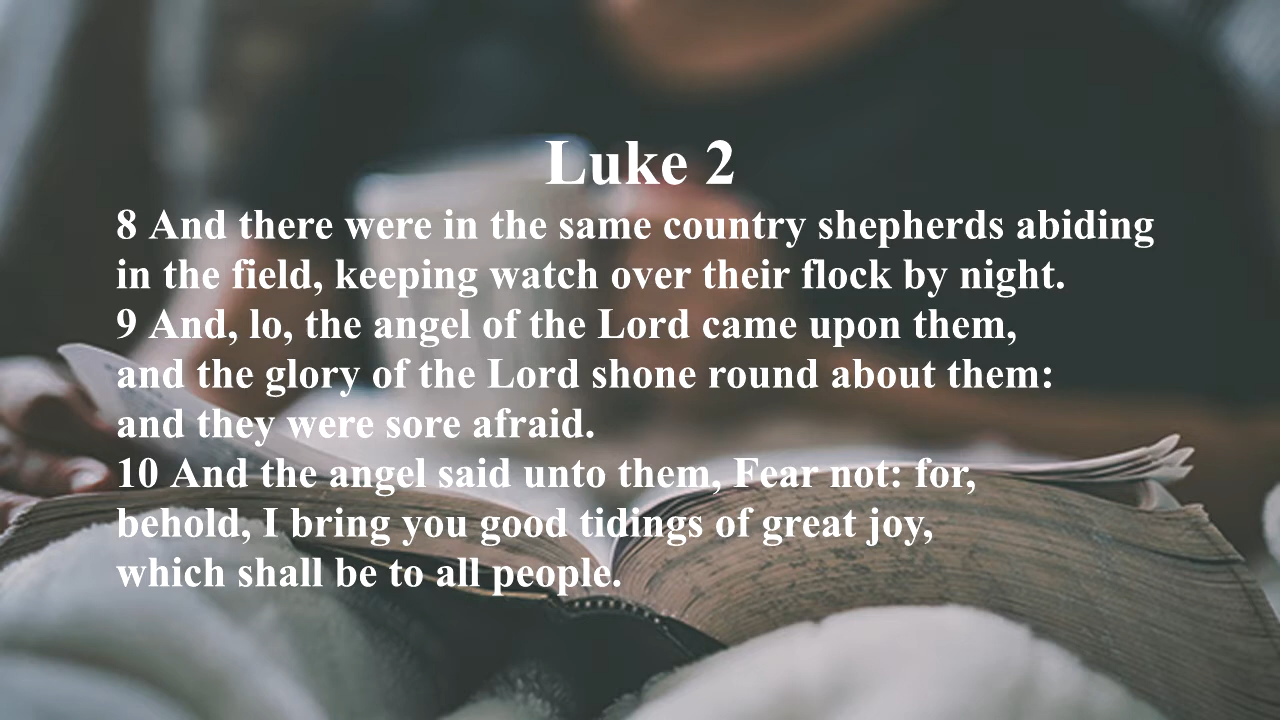 Luke 2
8 And there were in the same country shepherds abiding
in the field, keeping watch over their flock by night.
9 And, lo, the angel of the Lord came upon them,
and the glory of the Lord shone round about them:
and they were sore afraid.
10 And the angel said unto them, Fear not: for,
behold, I bring you good tidings of great joy,
which shall be to all people.